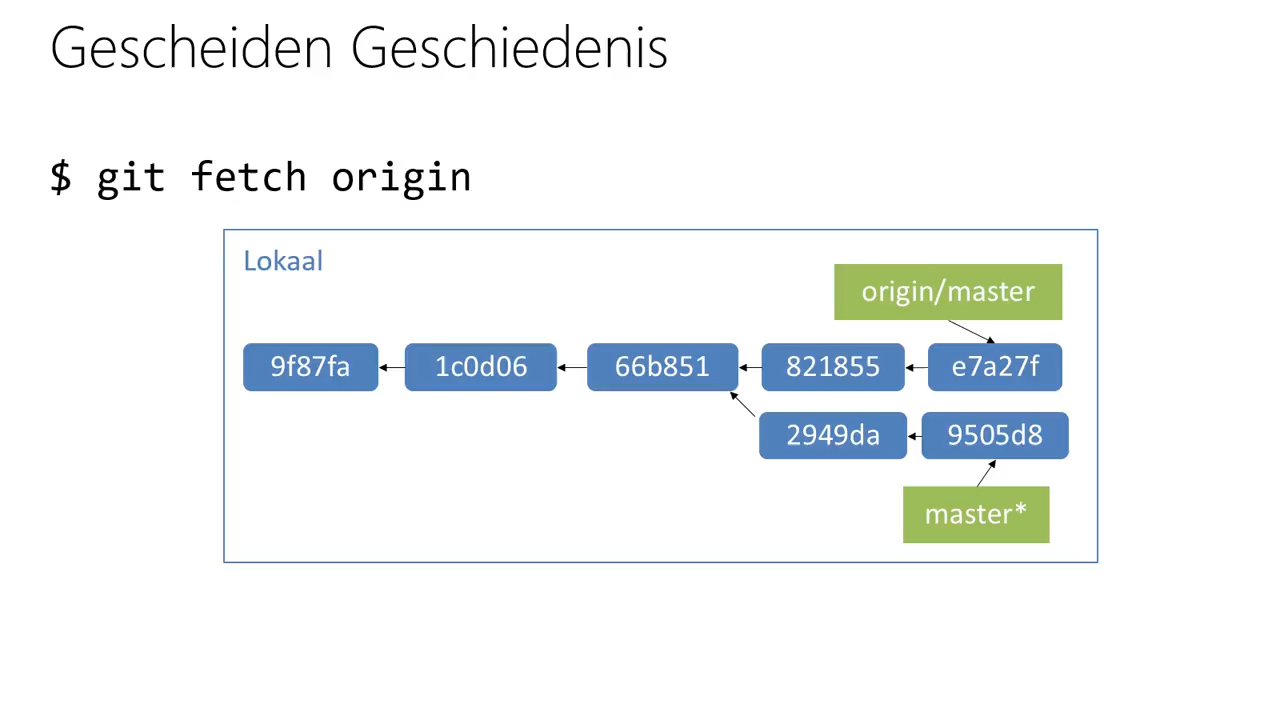 Gescheiden Geschiedenis
$ git fetch origin
Lokaal
origin/master
9f87fa 1c0d06 66b851 821855 e7a27f
2949da 9505d8
master*